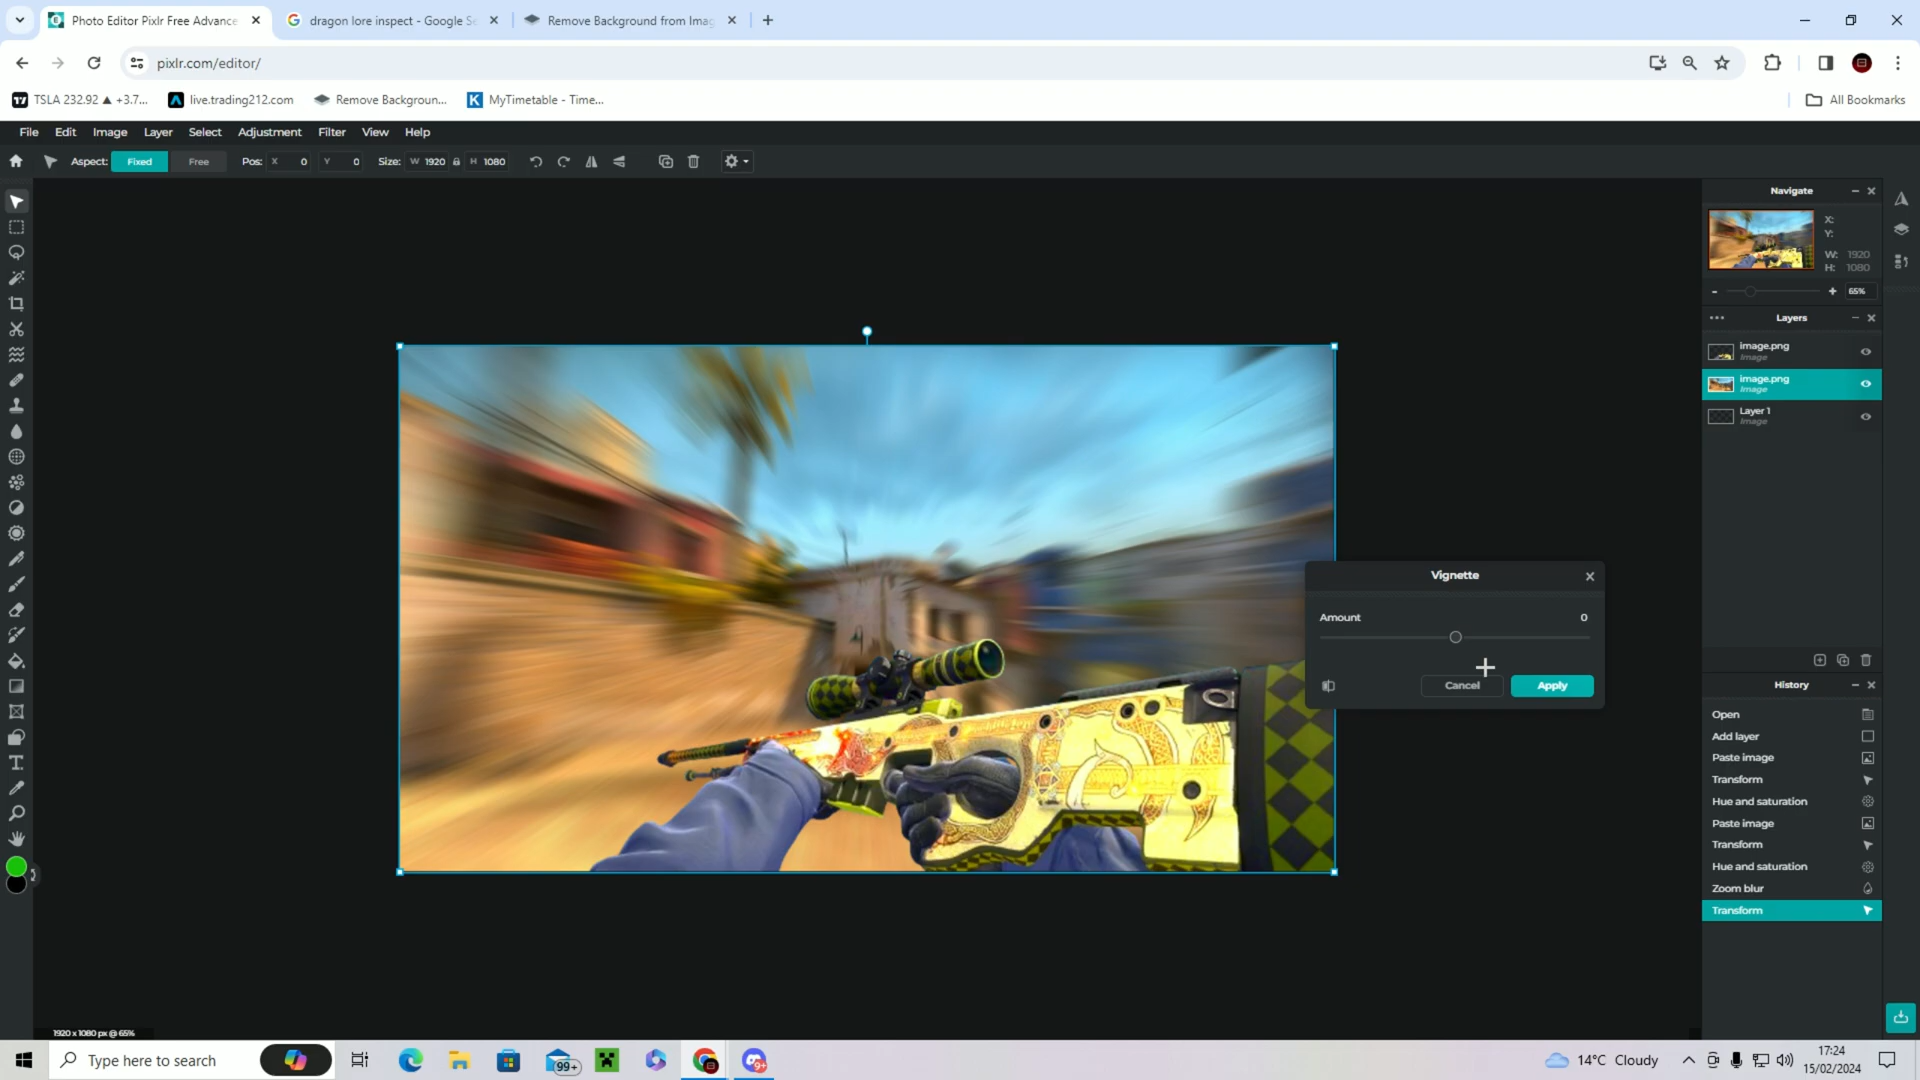 Photo Editor Pixlr Free Advance
dragon lore inspect - Google Se
Remove Background from Imag
pixlr.com/editor/
TSLA 232.92 ▲ +3.7...
live.trading212.com
Remove Backgroun...
MyTimetable - Time...
All Bookmarks
File Edit Image Layer Select Adjustment Filter View Help
Aspect: Fixed Free Pos: X 0 Y 0 Size: W 1920 H 1080
Navigate
X:
Y:
W: 1920
H: 1080
65%
Layers
image.png
Image
image.png
Image
Layer 1
Image
Vignette
Amount 0
Cancel Apply
History
Open
Add layer
Paste image
Transform
Hue and saturation
Paste image
Transform
Hue and saturation
Zoom blur
Transform
1920 x 1080 px @ 65%
Type here to search
99+
9+
14°C Cloudy
17:24
15/02/2024